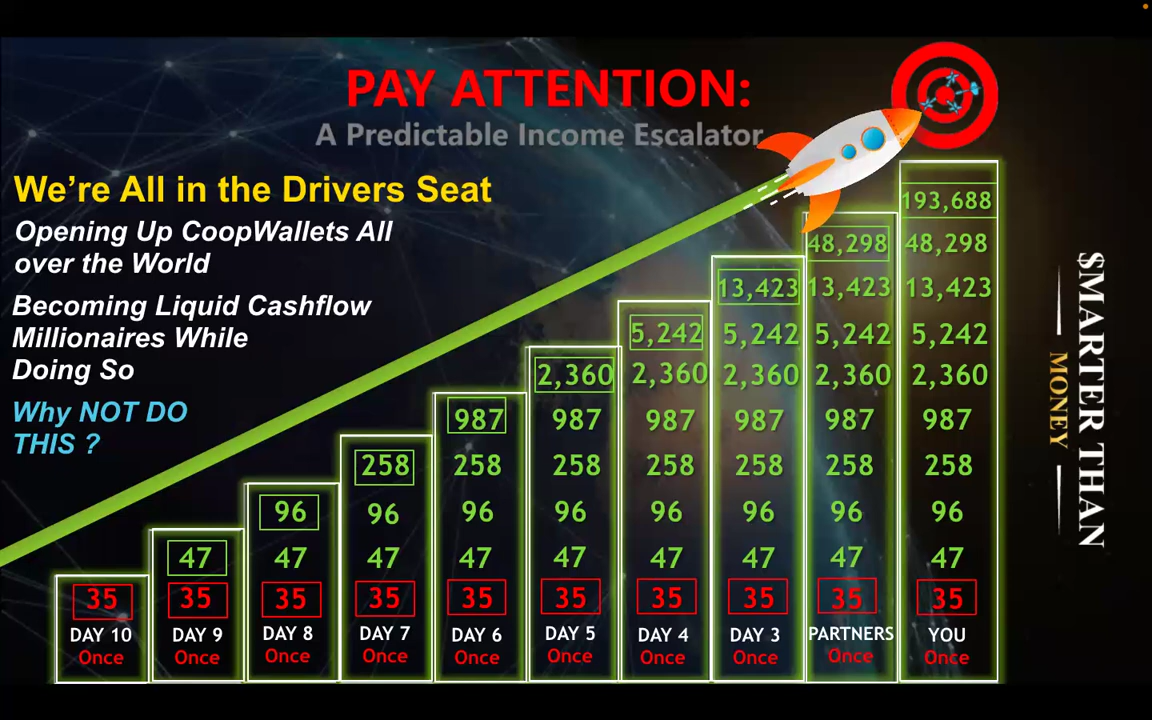 PAY ATTENTION:
A Predictable Income Escalator
We're All in the Drivers Seat
Opening Up CoopWallets All
over the World
Becoming Liquid Cashflow
Millionaires While
Doing So
Why NOT DO
THIS ?
193,688
48,298 48,298
13,423 13,423 13,423
5,242 5,242 5,242 5,242
2,360 2,360 2,360 2,360 2,360
987 987 987 987 987 987
258 258 258 258 258 258 258
96 96 96 96 96 96 96 96
47 47 47 47 47 47 47 47 47
35 35 35 35 35 35 35 35 35 35
DAY 10 DAY 9 DAY 8 DAY 7 DAY 6 DAY 5 DAY 4 DAY 3 PARTNERS YOU
Once Once Once Once Once Once Once Once Once Once
$MARTER THAN
MONEY